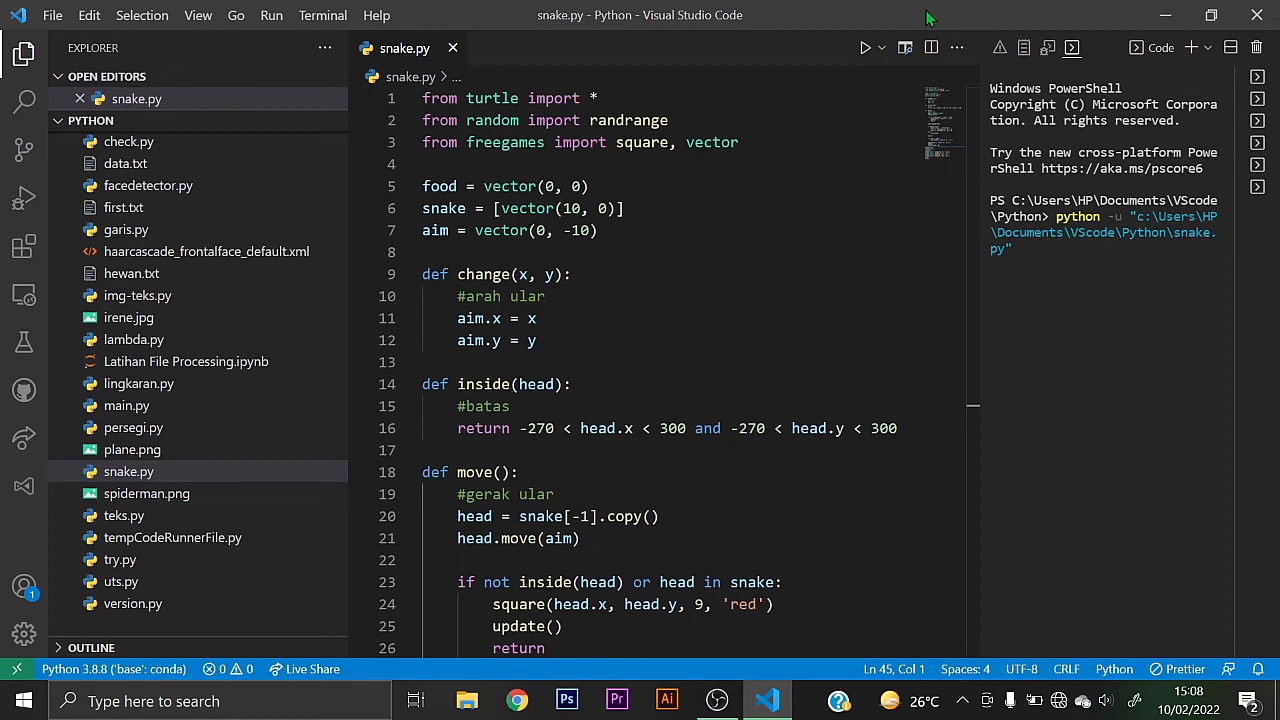 File Edit Selection View Go Run Terminal Help snake.py - Python - Visual Studio Code
EXPLORER
OPEN EDITORS
snake.py
PYTHON
check.py
data.txt
facedetector.py
first.txt
garis.py
haarcascade_frontalface_default.xml
hewan.txt
img-teks.py
irene.jpg
lambda.py
Latihan File Processing.ipynb
lingkaran.py
main.py
persegi.py
plane.png
snake.py
spiderman.png
teks.py
tempCodeRunnerFile.py
try.py
uts.py
version.py
OUTLINE
1
snake.py
snake.py > ...
1 from turtle import *
2 from random import randrange
3 from freegames import square, vector
4
5 food = vector(0, 0)
6 snake = [vector(10, 0)]
7 aim = vector(0, -10)
8
9 def change(x, y):
10 #arah ular
11 aim.x = x
12 aim.y = y
13
14 def inside(head):
15 #batas
16 return -270 < head.x < 300 and -270 < head.y < 300
17
18 def move():
19 #gerak ular
20 head = snake[-1].copy()
21 head.move(aim)
22
23 if not inside(head) or head in snake:
24 square(head.x, head.y, 9, 'red')
25 update()
26 return
Code
Windows PowerShell
Copyright (C) Microsoft Corpora
tion. All rights reserved.
Try the new cross-platform Powe
rShell https://aka.ms/pscore6
PS C:\Users\HP\Documents\VScode
\Python> python -u "c:\Users\HP
\Documents\VScode\Python\snake.
py"
Python 3.8.8 ('base': conda) 0 0 Live Share Ln 45, Col 1 Spaces: 4 UTF-8 CRLF Python Prettier
Type here to search
Ps Pr Ai
26°C
15:08
10/02/2022
2